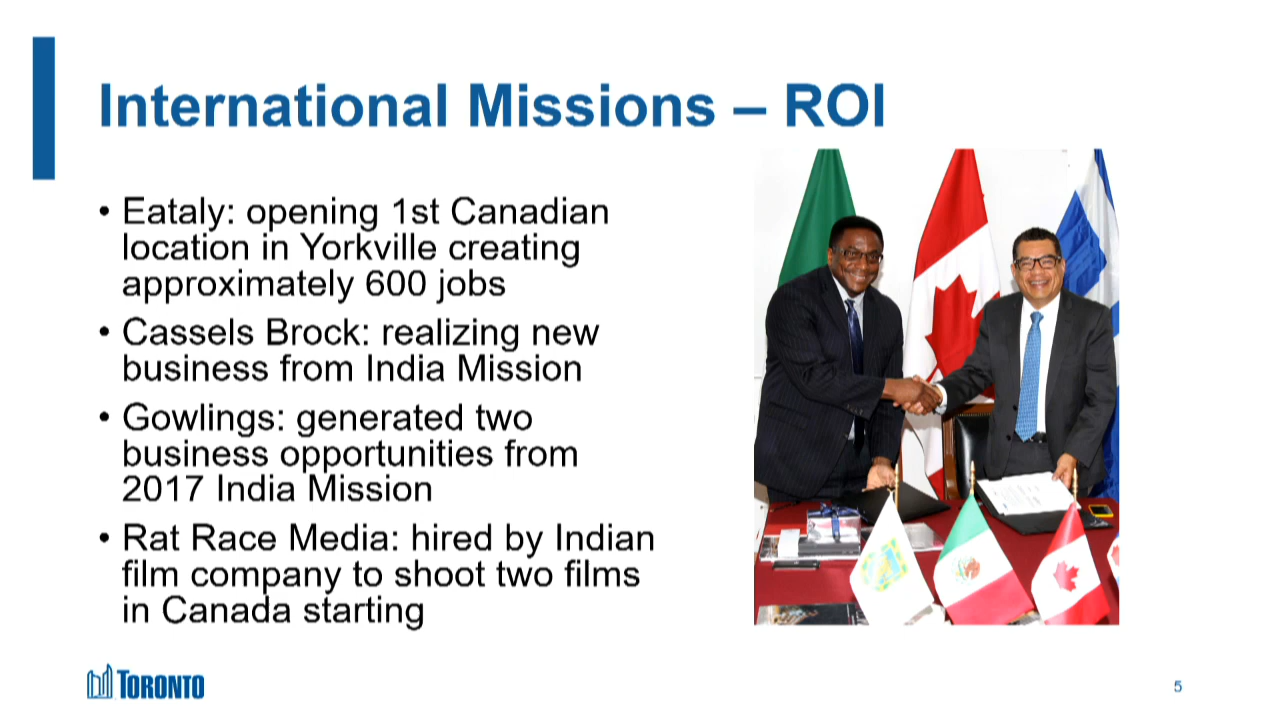 International Missions – ROI
• Eataly: opening 1st Canadian
location in Yorkville creating
approximately 600 jobs
• Cassels Brock: realizing new
business from India Mission
• Gowlings: generated two
business opportunities from
2017 India Mission
• Rat Race Media: hired by Indian
film company to shoot two films
in Canada starting
TORONTO
5